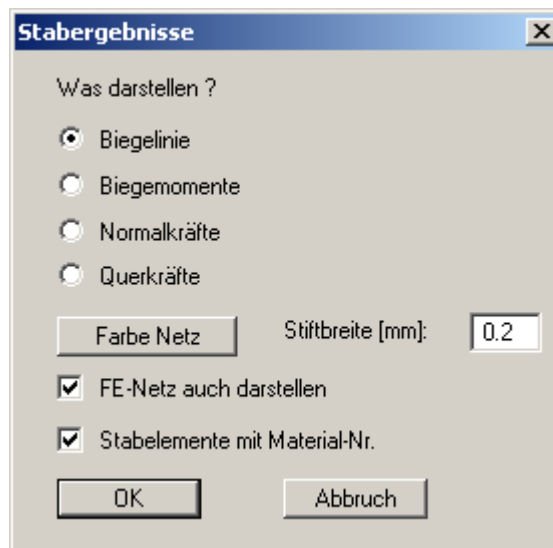 Stabergebnisse
Was darstellen ?
Biegelinie
Biegemomente
Normalkräfte
Querkräfte
Farbe Netz Stiftbreite [mm]: 0.2
FE-Netz auch darstellen
Stabelemente mit Material-Nr.
OK Abbruch